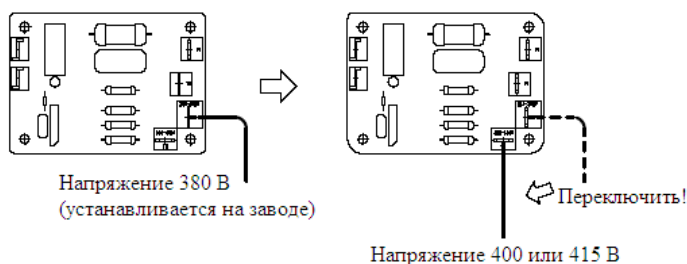 Напряжение 380 В
(устанавливается на заводе)
Переключить!
Напряжение 400 или 415 В